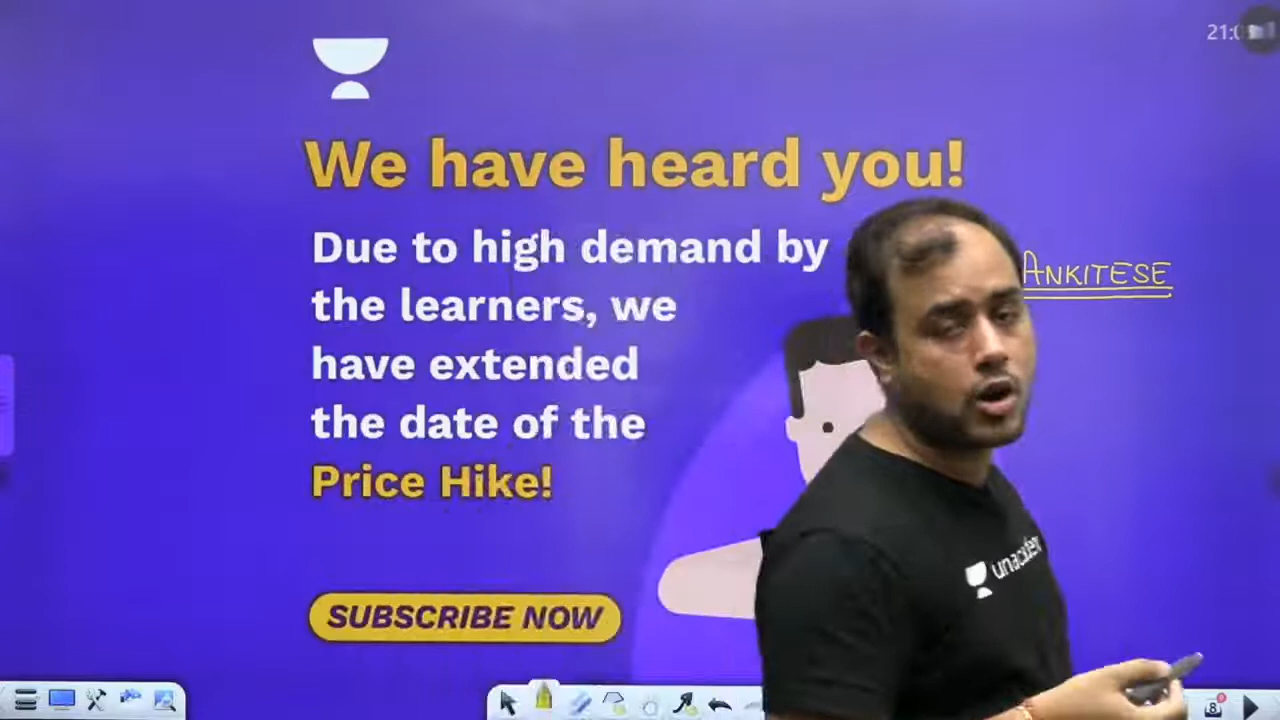 We have heard you!
Due to high demand by
the learners, we
have extended
the date of the
Price Hike!
SUBSCRIBE NOW
ANKITESE
8